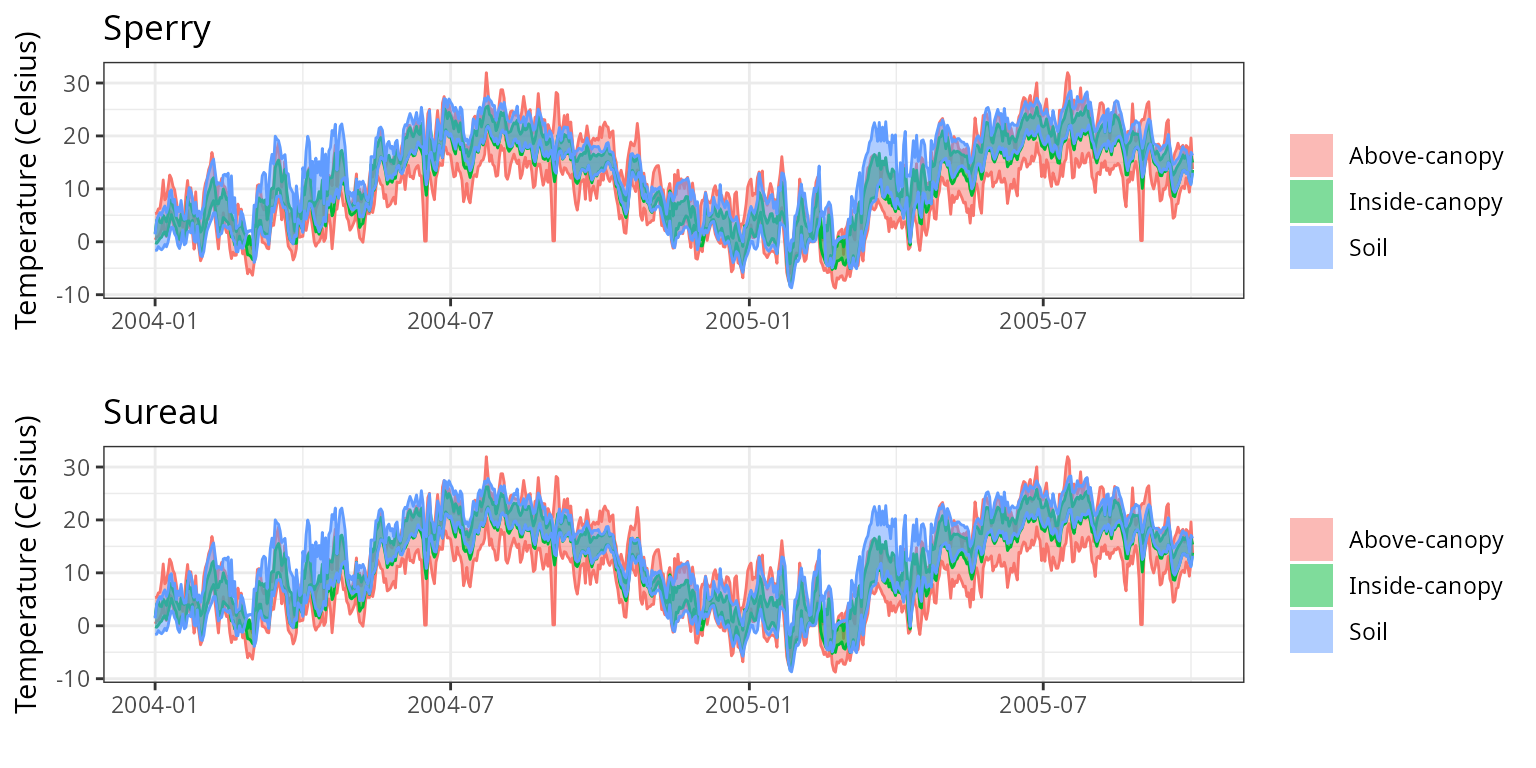 Sperry
Temperature (Celsius)
30
20
10
0
-10
2004-01 2004-07 2005-01 2005-07
Above-canopy
Inside-canopy
Soil
Sureau
Temperature (Celsius)
30
20
10
0
-10
2004-01 2004-07 2005-01 2005-07
Above-canopy
Inside-canopy
Soil